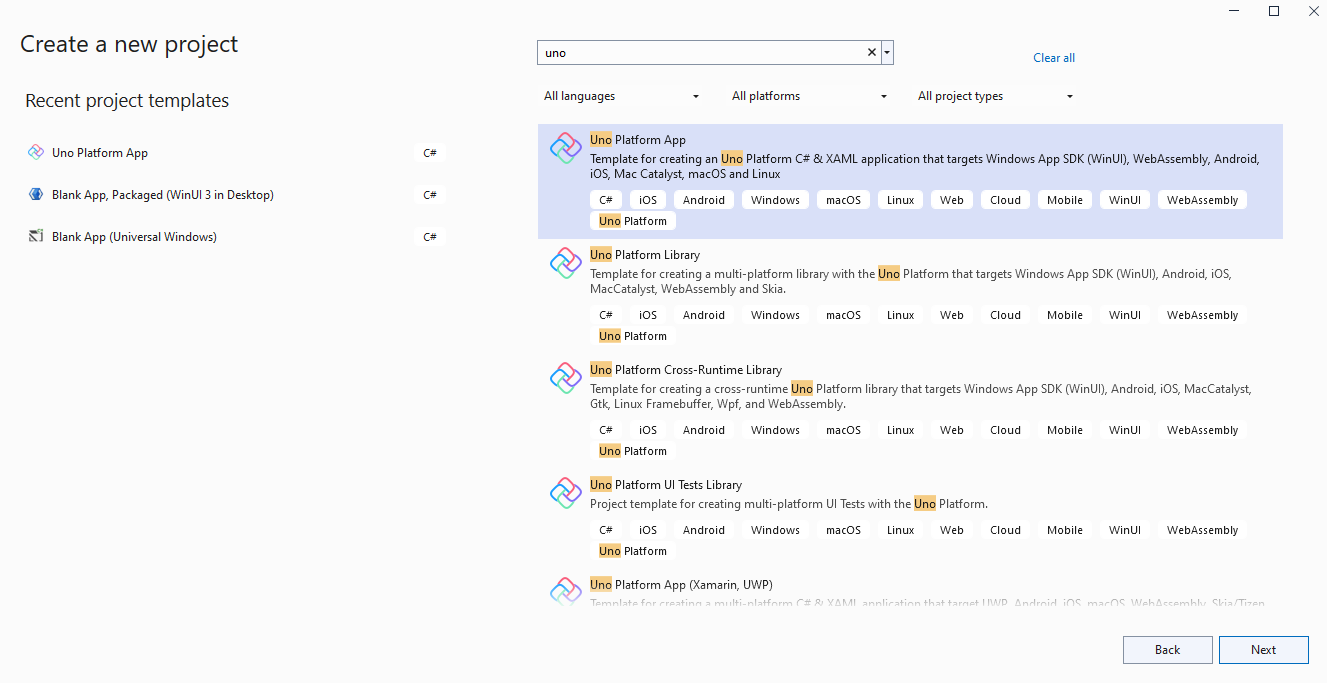 Create a new project
Recent project templates
Uno Platform App C#
Blank App, Packaged (WinUI 3 in Desktop) C#
Blank App (Universal Windows) C#
uno
Clear all
All languages All platforms All project types
Uno Platform App
Template for creating an Uno Platform C# & XAML application that targets Windows App SDK (WinUI), WebAssembly, Android,
iOS, Mac Catalyst, macOS and Linux
C# iOS Android Windows macOS Linux Web Cloud Mobile WinUI WebAssembly
Uno Platform
Uno Platform Library
Template for creating a multi-platform library with the Uno Platform that targets Windows App SDK (WinUI), Android, iOS,
MacCatalyst, WebAssembly and Skia.
C# iOS Android Windows macOS Linux Web Cloud Mobile WinUI WebAssembly
Uno Platform
Uno Platform Cross-Runtime Library
Template for creating a cross-runtime Uno Platform library that targets Windows App SDK (WinUI), Android, iOS, MacCatalyst,
Gtk, Linux Framebuffer, Wpf, and WebAssembly.
C# iOS Android Windows macOS Linux Web Cloud Mobile WinUI WebAssembly
Uno Platform
Uno Platform UI Tests Library
Project template for creating multi-platform UI Tests with the Uno Platform.
C# iOS Android Windows macOS Linux Web Cloud Mobile WinUI WebAssembly
Uno Platform
Uno Platform App (Xamarin, UWP)
Template for creating a multi-platform C# & XAML application that target UWP, Android, iOS, macOS, WebAssembly, Skia/Tizen
Back Next